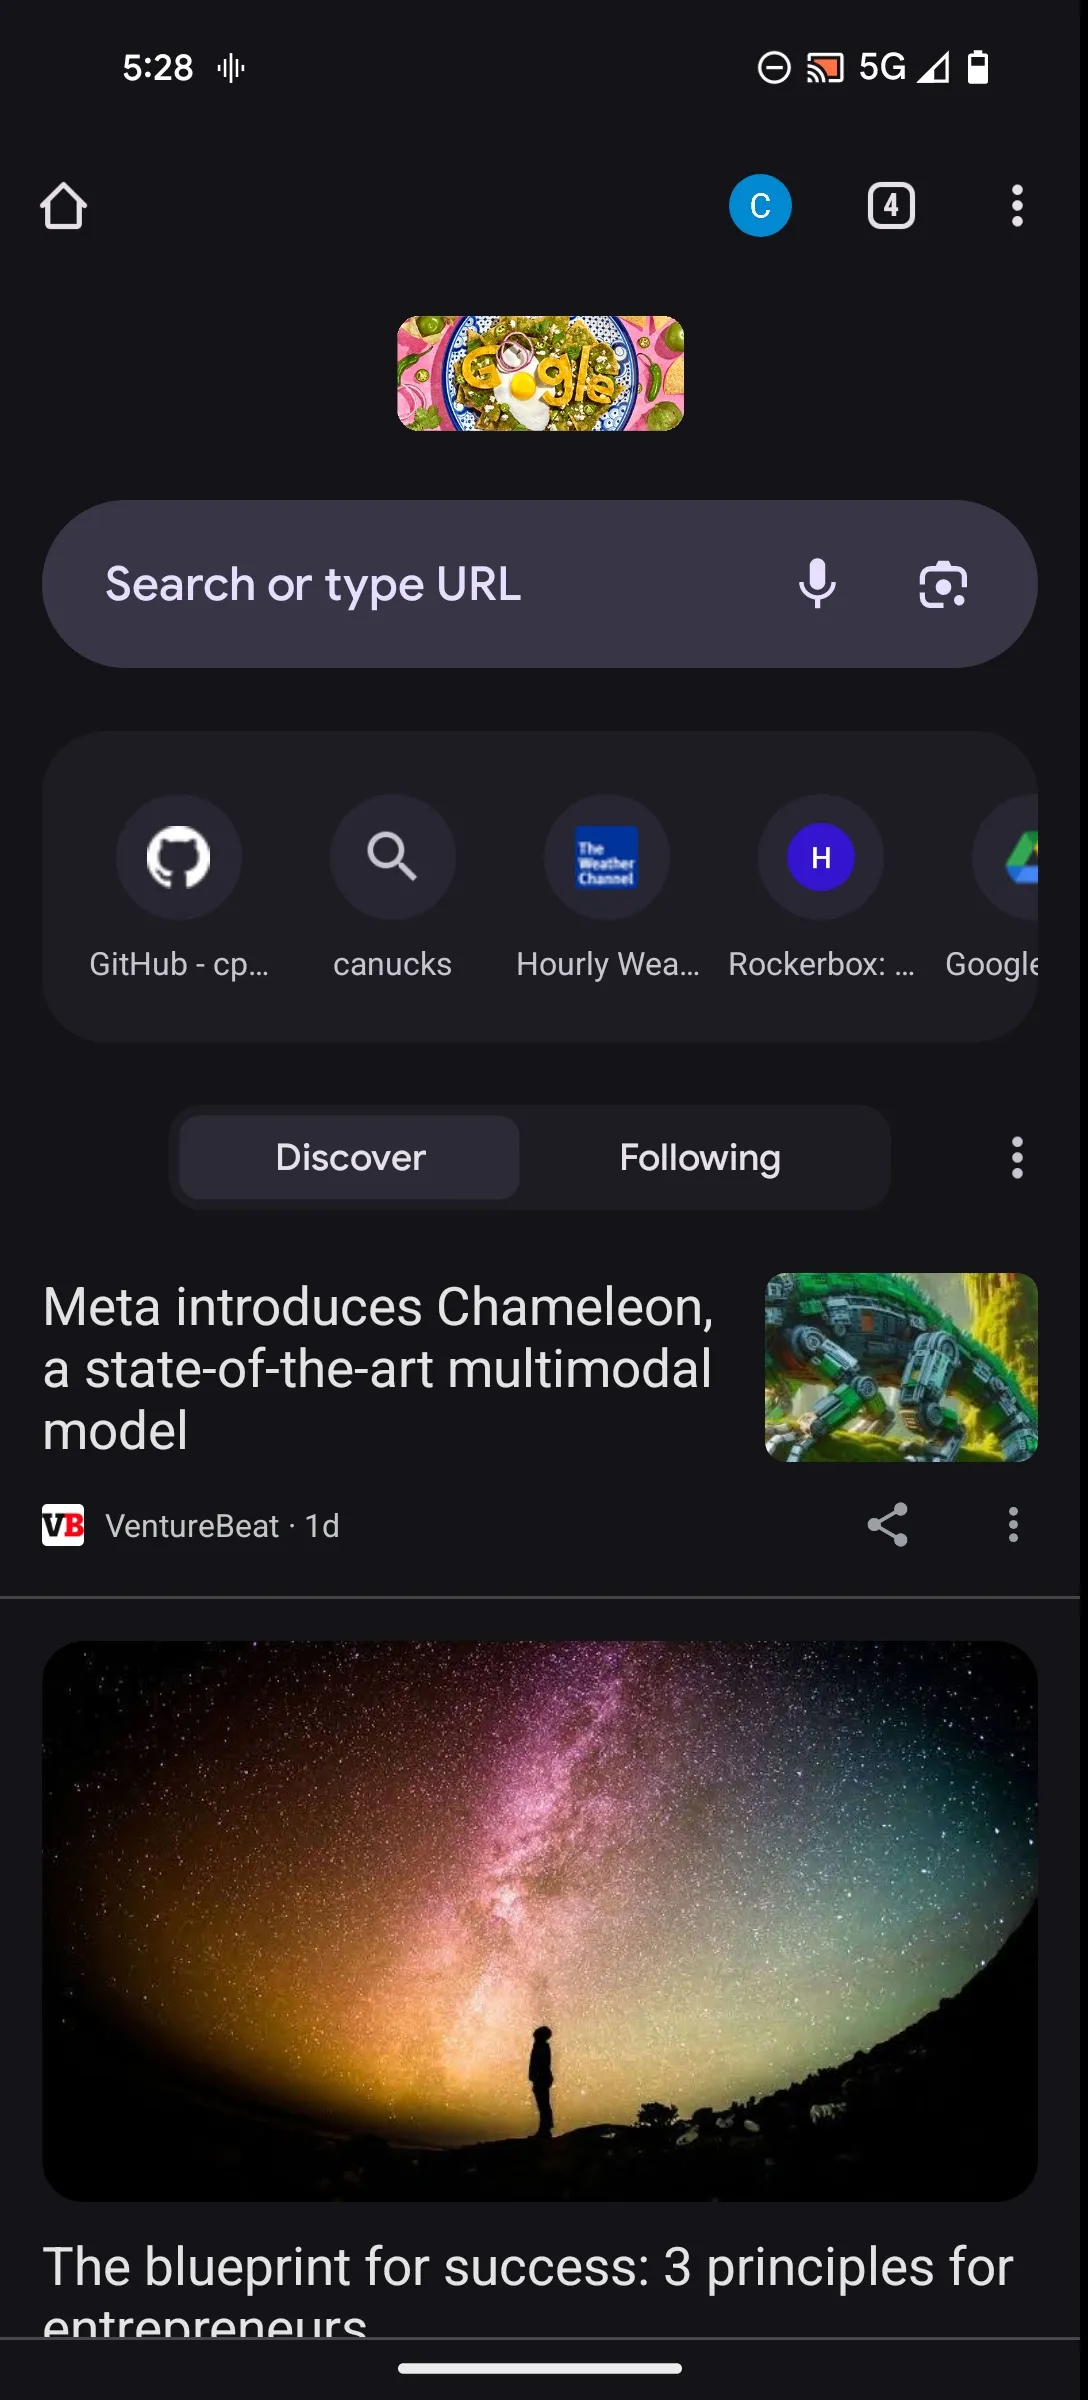 5:28
5G
C
4
Google
Search or type URL
The
Weather
Channel
H
GitHub - cp...
canucks
Hourly Wea...
Rockerbox: ...
Google
Discover
Following
Meta introduces Chameleon,
a state-of-the-art multimodal
model
VB
VentureBeat · 1d
The blueprint for success: 3 principles for
entrepreneurs